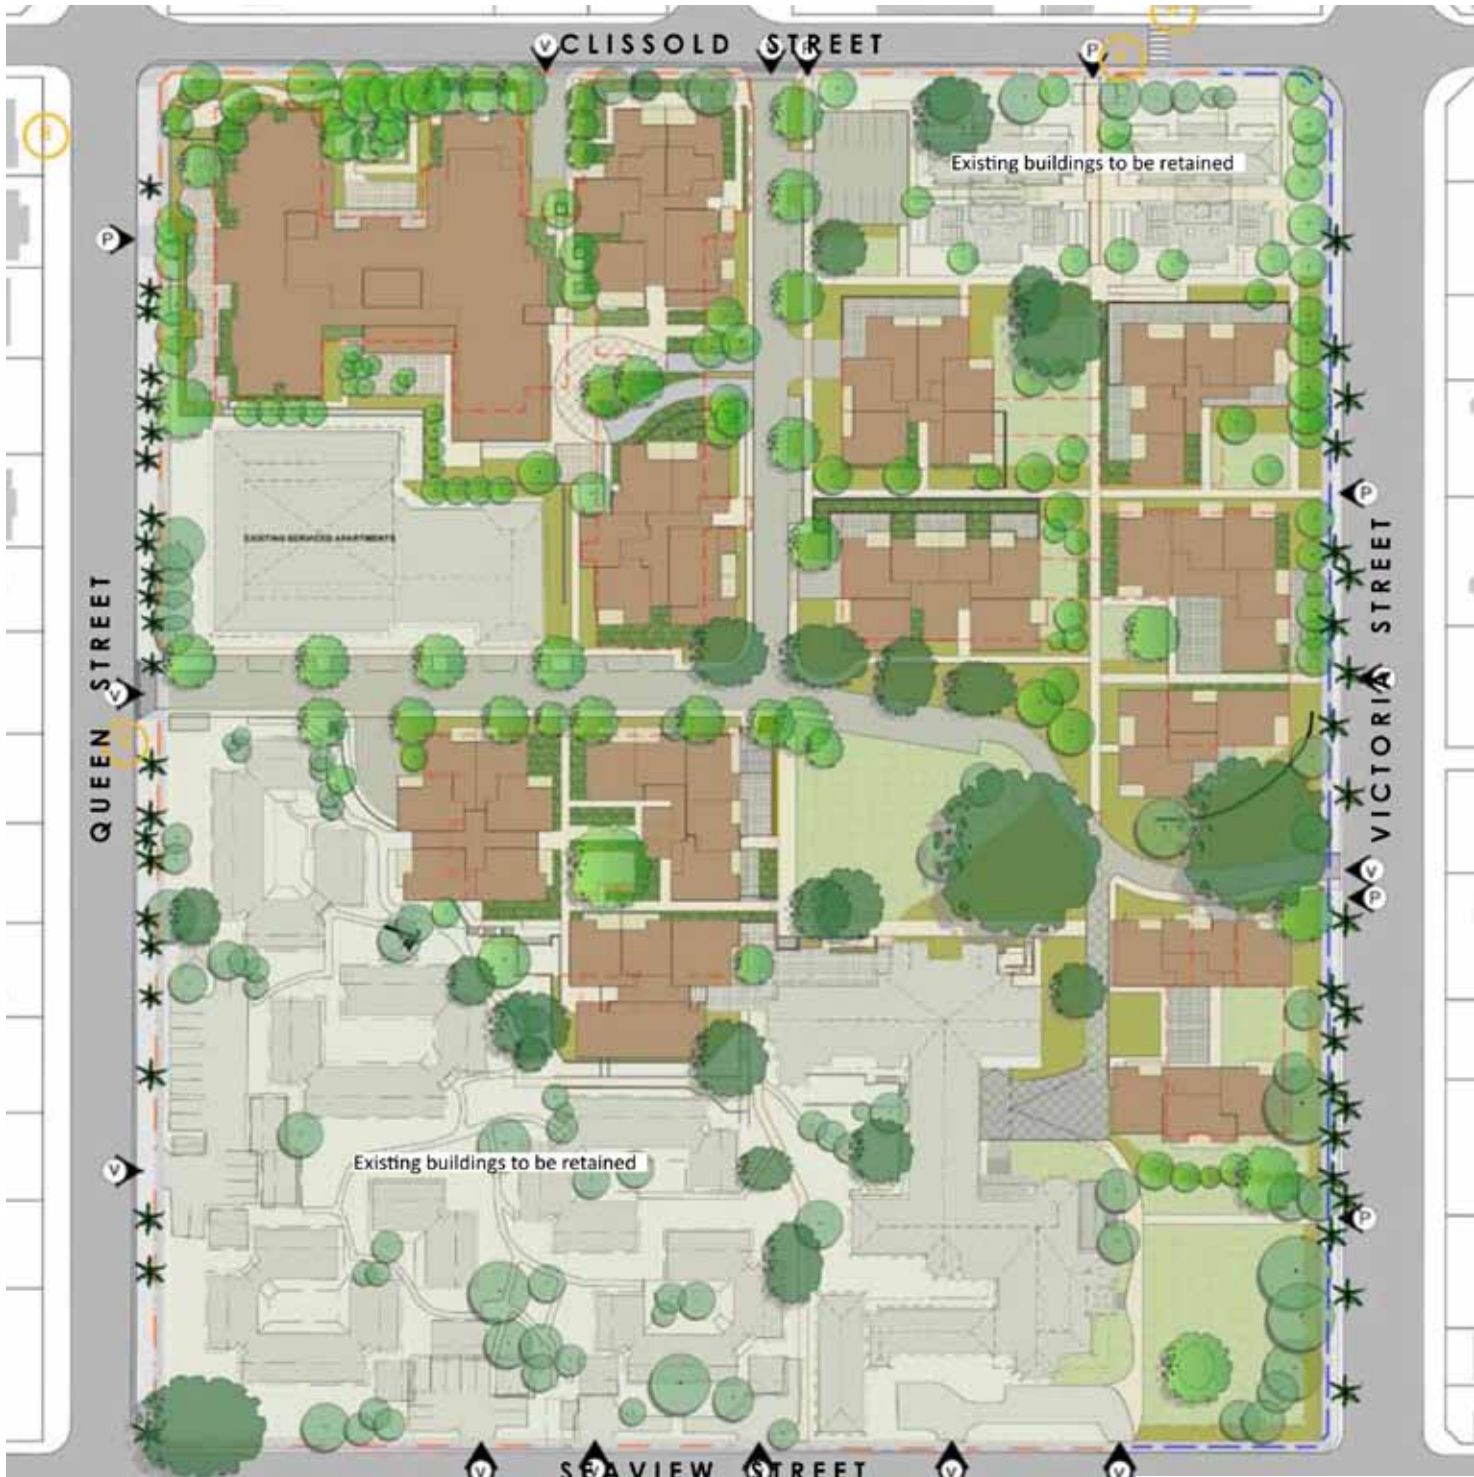 CLISSOLD STREET
V
P
P
Existing buildings to be retained
P
P
EXISTING SERVICED APARTMENTS
QUEEN STREET
VICTORIA STREET
V
V
P
Existing buildings to be retained
V
P
SEAVIEW STREET
V
V
V
V